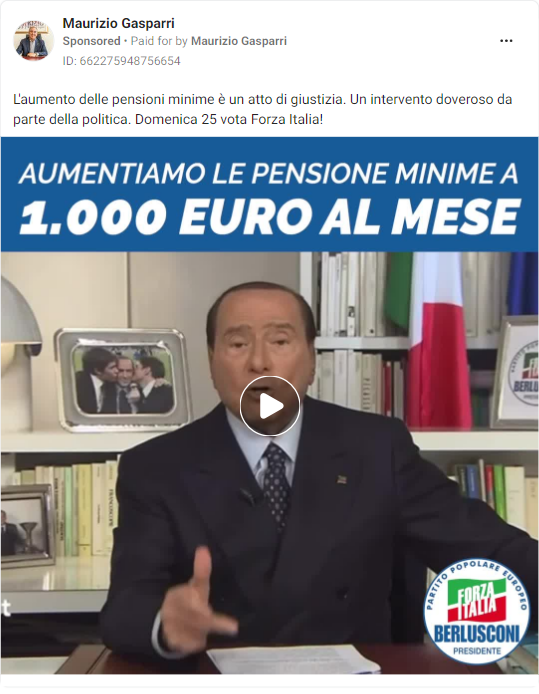 Maurizio Gasparri
Sponsored • Paid for by Maurizio Gasparri
ID: 662275948756654
L'aumento delle pensioni minime è un atto di giustizia. Un intervento doveroso da
parte della politica. Domenica 25 vota Forza Italia!
AUMENTIAMO LE PENSIONE MINIME A
1.000 EURO AL MESE
PARTITO POPOLARE EUROPEO
FORZA
ITALIA
BERLUSCONI
PRESIDENTE
t